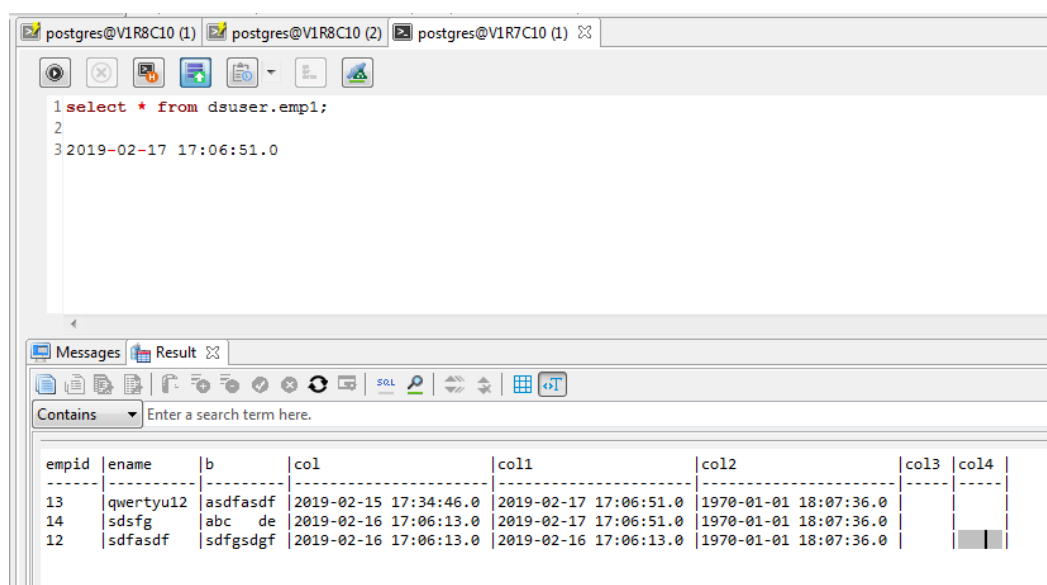 postgres@V1R8C10 (1) postgres@V1R8C10 (2) postgres@V1R7C10 (1)
1 select * from dsuser.emp1;
2
3 2019-02-17 17:06:51.0
Messages Result
SQL
Contains Enter a search term here.
empid |ename |b |col |col1 |col2 |col3 |col4 |
------|----------|---------|----------------------|----------------------|----------------------|-----|-----|
13 |qwertyu12 |asdfasdf |2019-02-15 17:34:46.0 |2019-02-17 17:06:51.0 |1970-01-01 18:07:36.0 | | |
14 |sdsfg |abc   de |2019-02-16 17:06:13.0 |2019-02-17 17:06:51.0 |1970-01-01 18:07:36.0 | | |
12 |sdfasdf |sdfgsdgf |2019-02-16 17:06:13.0 |2019-02-16 17:06:13.0 |1970-01-01 18:07:36.0 | | |